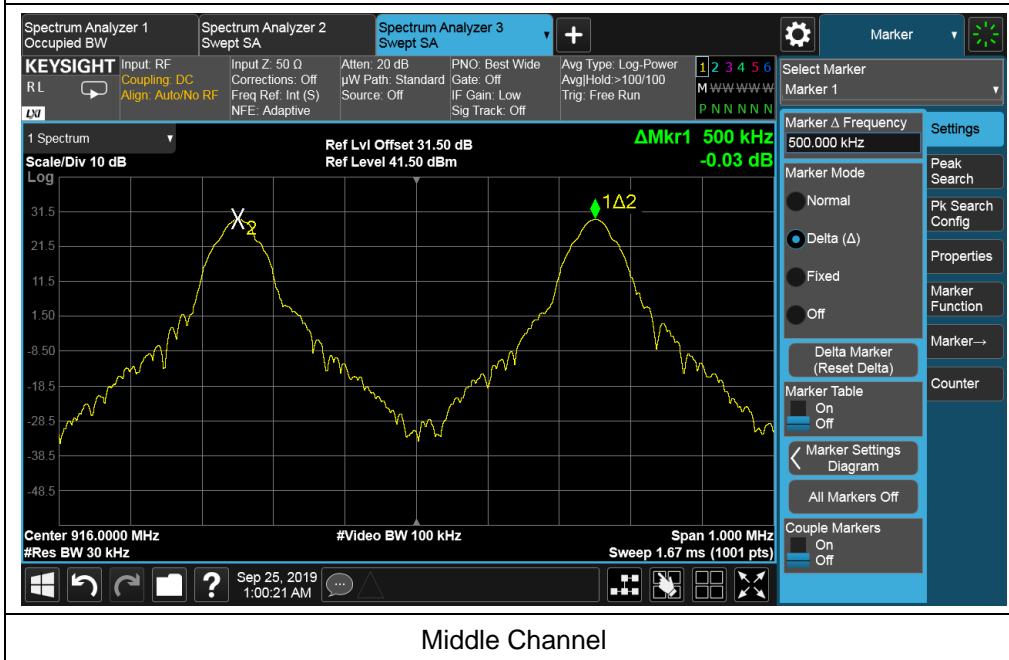 Spectrum Analyzer 1
Occupied BW
Spectrum Analyzer 2
Swept SA
Spectrum Analyzer 3
Swept SA
Marker
KEYSIGHT
RL
LXI
Input: RF
Coupling: DC
Align: Auto/No RF
Input Z: 50 Ω
Corrections: Off
Freq Ref: Int (S)
NFE: Adaptive
Atten: 20 dB
µW Path: Standard
Source: Off
PNO: Best Wide
Gate: Off
IF Gain: Low
Sig Track: Off
Avg Type: Log-Power
Avg|Hold:>100/100
Trig: Free Run
1 2 3 4 5 6
M W W W W W
P N N N N N
1 Spectrum
Scale/Div 10 dB
Log
Ref Lvl Offset 31.50 dB
Ref Level 41.50 dBm
ΔMkr1 500 kHz
-0.03 dB
31.5
21.5
11.5
1.50
-8.50
-18.5
-28.5
-38.5
-48.5
X2
1Δ2
Center 916.0000 MHz
#Res BW 30 kHz
#Video BW 100 kHz
Span 1.000 MHz
Sweep 1.67 ms (1001 pts)
Select Marker
Marker 1
Marker Δ Frequency
500.000 kHz
Marker Mode
Normal
Delta (Δ)
Fixed
Off
Delta Marker
(Reset Delta)
Marker Table
On
Off
Marker Settings
Diagram
All Markers Off
Couple Markers
On
Off
Settings
Peak
Search
Pk Search
Config
Properties
Marker
Function
Marker→
Counter
?
Sep 25, 2019
1:00:21 AM
Middle Channel